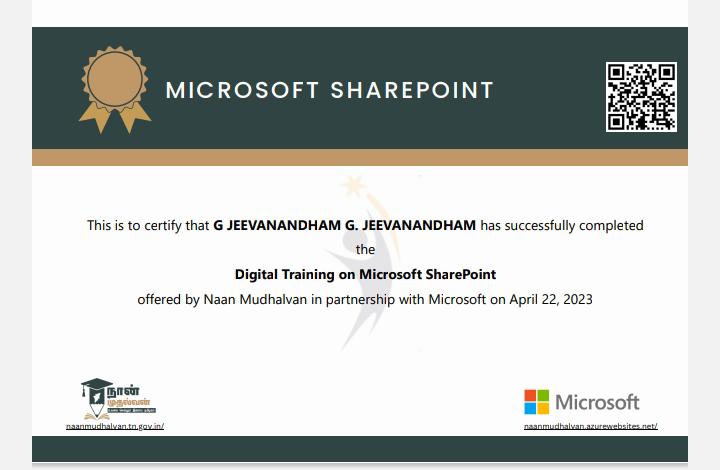 MICROSOFT SHAREPOINT
This is to certify that G JEEVANANDHAM G. JEEVANANDHAM has successfully completed
the
Digital Training on Microsoft SharePoint
offered by Naan Mudhalvan in partnership with Microsoft on April 22, 2023
நான்
முதல்வன்
naanmudhalvan.tn.gov.in/
Microsoft
naanmudhalvan.azurewebsites.net/